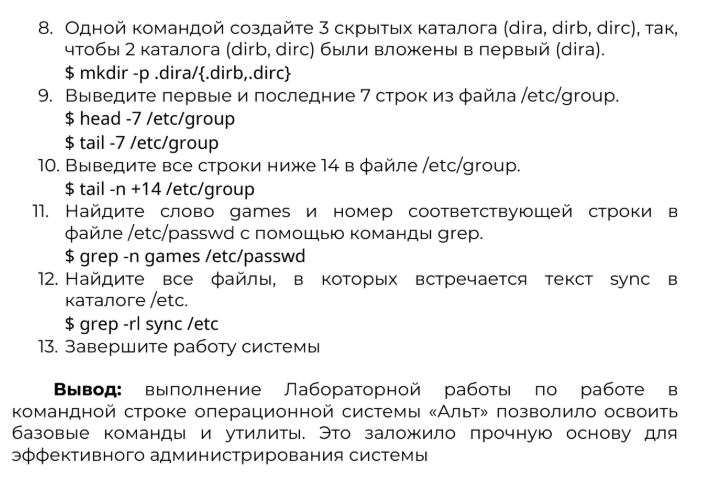 8. Одной командой создайте 3 скрытых каталога (dira, dirb, dirc), так,
чтобы 2 каталога (dirb, dirc) были вложены в первый (dira).
$ mkdir -p .dira/{.dirb,.dirc}
9. Выведите первые и последние 7 строк из файла /etc/group.
$ head -7 /etc/group
$ tail -7 /etc/group
10. Выведите все строки ниже 14 в файле /etc/group.
$ tail -n +14 /etc/group
11. Найдите слово games и номер соответствующей строки в
файле /etc/passwd с помощью команды grep.
$ grep -n games /etc/passwd
12. Найдите все файлы, в которых встречается текст sync в
каталоге /etc.
$ grep -rl sync /etc
13. Завершите работу системы
Вывод: выполнение Лабораторной работы по работе в
командной строке операционной системы «Альт» позволило освоить
базовые команды и утилиты. Это заложило прочную основу для
эффективного администрирования системы